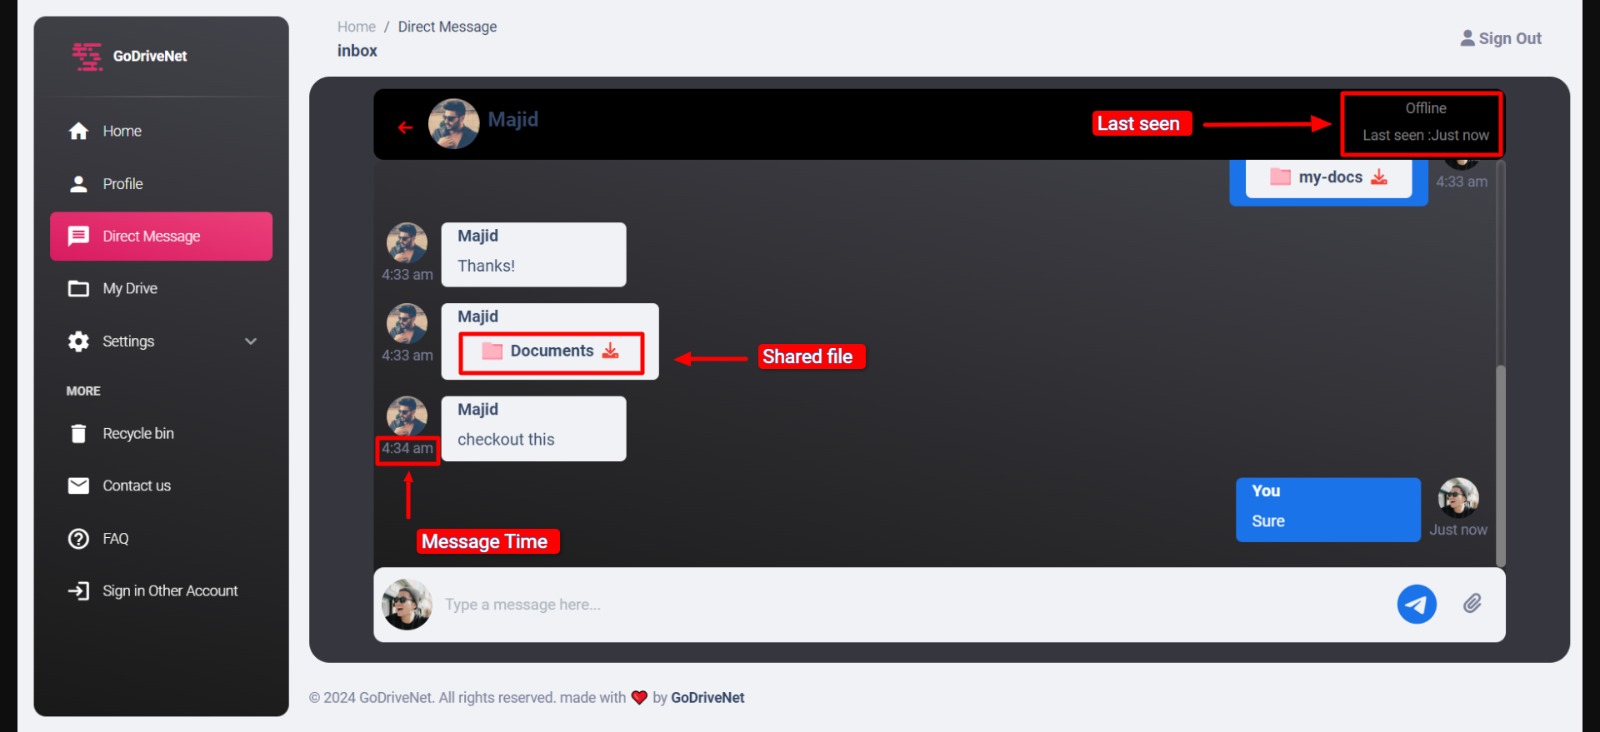 GoDriveNet
Home
Profile
Direct Message
My Drive
Settings
MORE
Recycle bin
Contact us
FAQ
Sign in Other Account
Home / Direct Message
inbox
Sign Out
Majid
Last seen
Offline
Last seen :Just now
my-docs
4:33 am
Majid
Thanks!
4:33 am
Majid
Documents
4:33 am
Shared file
Majid
checkout this
4:34 am
Message Time
You
Sure
Just now
Type a message here...
© 2024 GoDriveNet. All rights reserved. made with by GoDriveNet